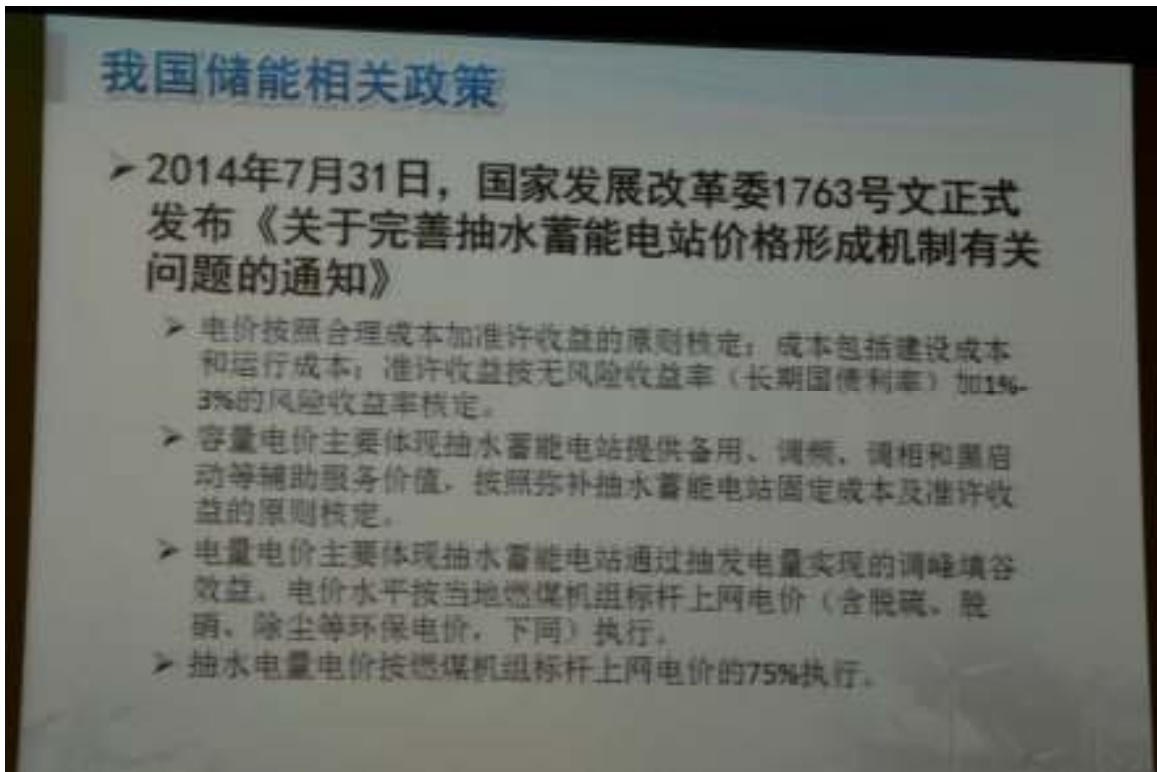 我国储能相关政策
➢ 2014年7月31日，国家发展改革委1763号文正式
发布《关于完善抽水蓄能电站价格形成机制有关
问题的通知》
➢ 电价按照合理成本加准许收益的原则核定；成本包括建设成本
和运行成本；准许收益按无风险收益率（长期国债利率）加1%-
3%的风险收益率核定。
➢ 容量电价主要体现抽水蓄能电站提供备用、调频、调相和黑启
动等辅助服务价值，按照弥补抽水蓄能电站固定成本及准许收
益的原则核定。
➢ 电量电价主要体现抽水蓄能电站通过抽发电量实现的调峰填谷
效益。电价水平按当地燃煤机组标杆上网电价（含脱硫、脱
硝、除尘等环保电价，下同）执行。
➢ 抽水电量电价按燃煤机组标杆上网电价的75%执行。